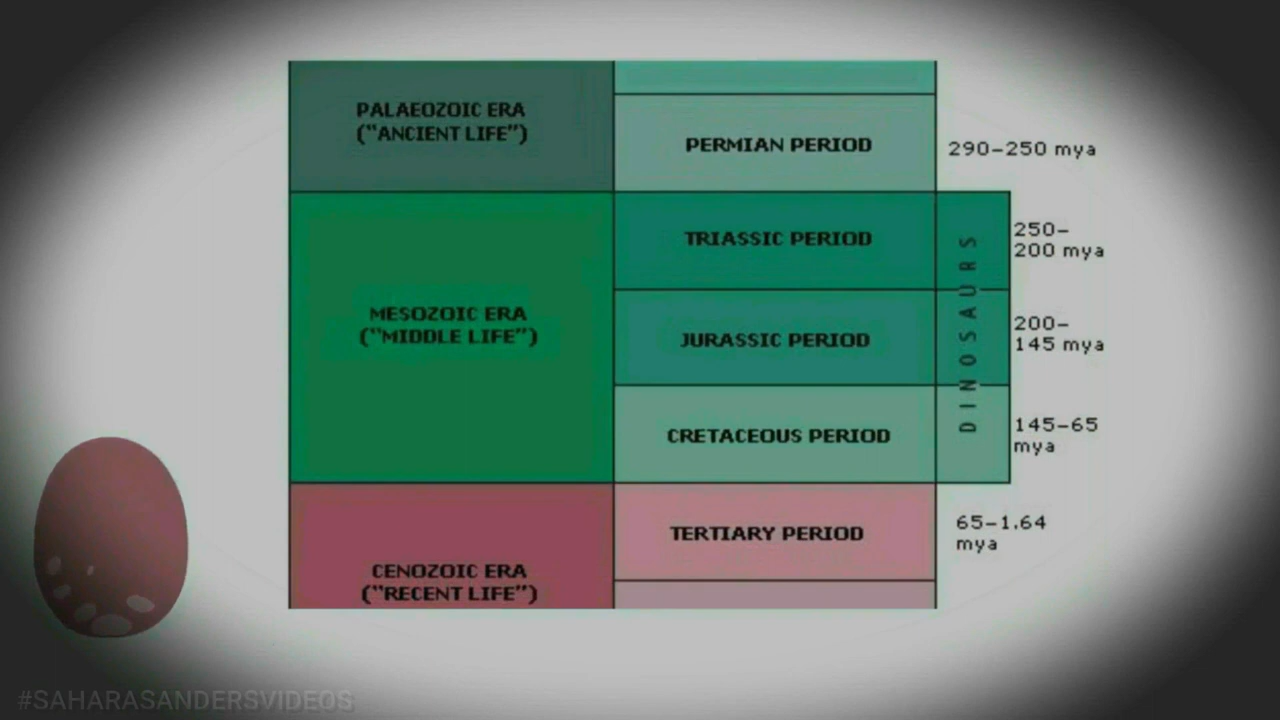 PALAEOZOIC ERA
("ANCIENT LIFE")
PERMIAN PERIOD
290-250 mya
MESOZOIC ERA
("MIDDLE LIFE")
TRIASSIC PERIOD
250-
200 mya
JURASSIC PERIOD
200-
145 mya
CRETACEOUS PERIOD
145-65
mya
DINOSAURS
CENOZOIC ERA
("RECENT LIFE")
TERTIARY PERIOD
65-1.64
mya
#SAHARASANDERSVIDEOS